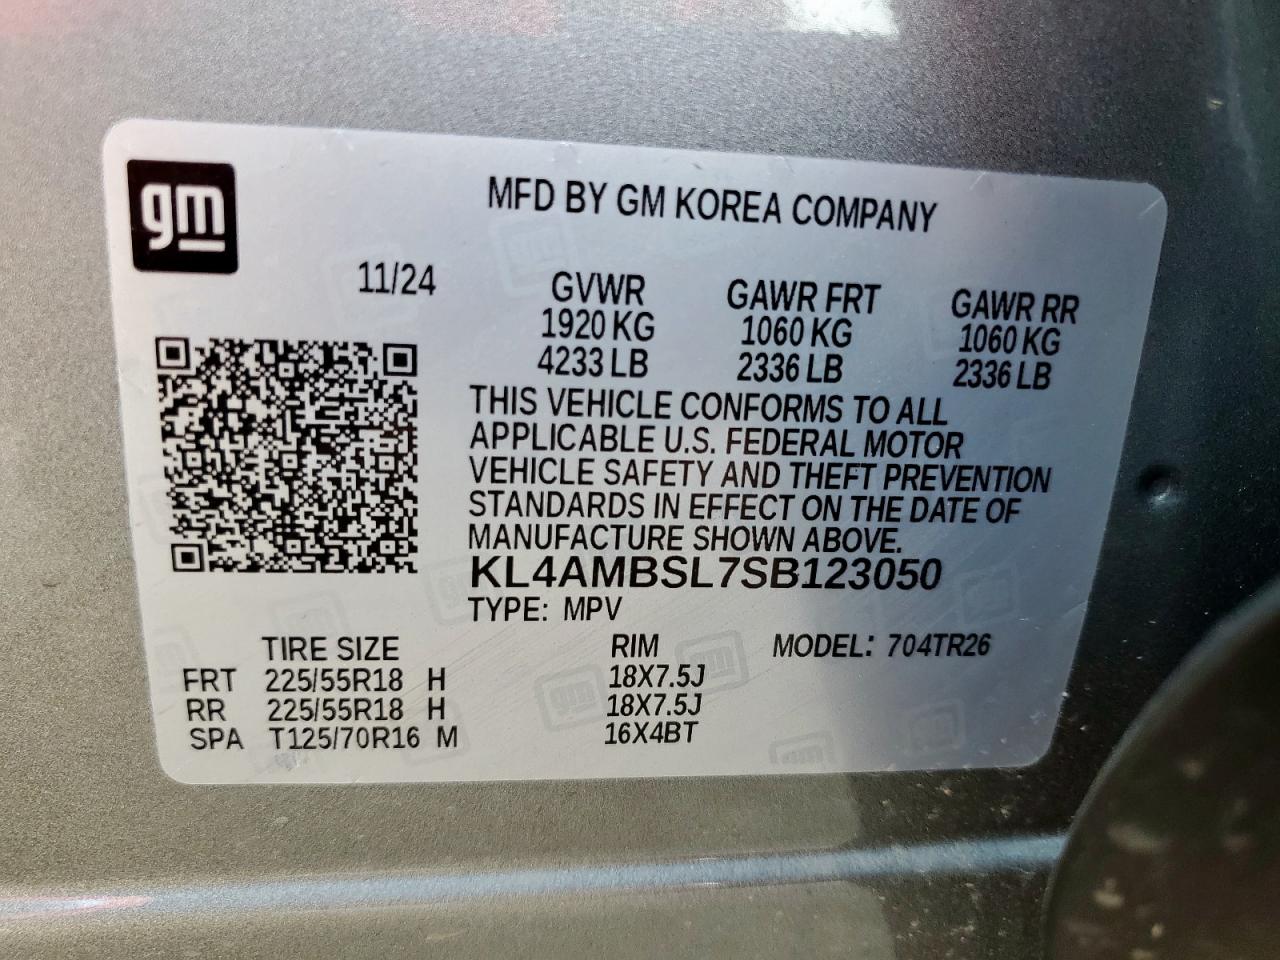 gm
MFD BY GM KOREA COMPANY
11/24
GVWR GAWR FRT GAWR RR
1920 KG 1060 KG 1060 KG
4233 LB 2336 LB 2336 LB
THIS VEHICLE CONFORMS TO ALL
APPLICABLE U.S. FEDERAL MOTOR
VEHICLE SAFETY AND THEFT PREVENTION
STANDARDS IN EFFECT ON THE DATE OF
MANUFACTURE SHOWN ABOVE.
KL4AMBSL7SB123050
TYPE: MPV
TIRE SIZE RIM MODEL: 704TR26
FRT 225/55R18 H 18X7.5J
RR 225/55R18 H 18X7.5J
SPA T125/70R16 M 16X4BT